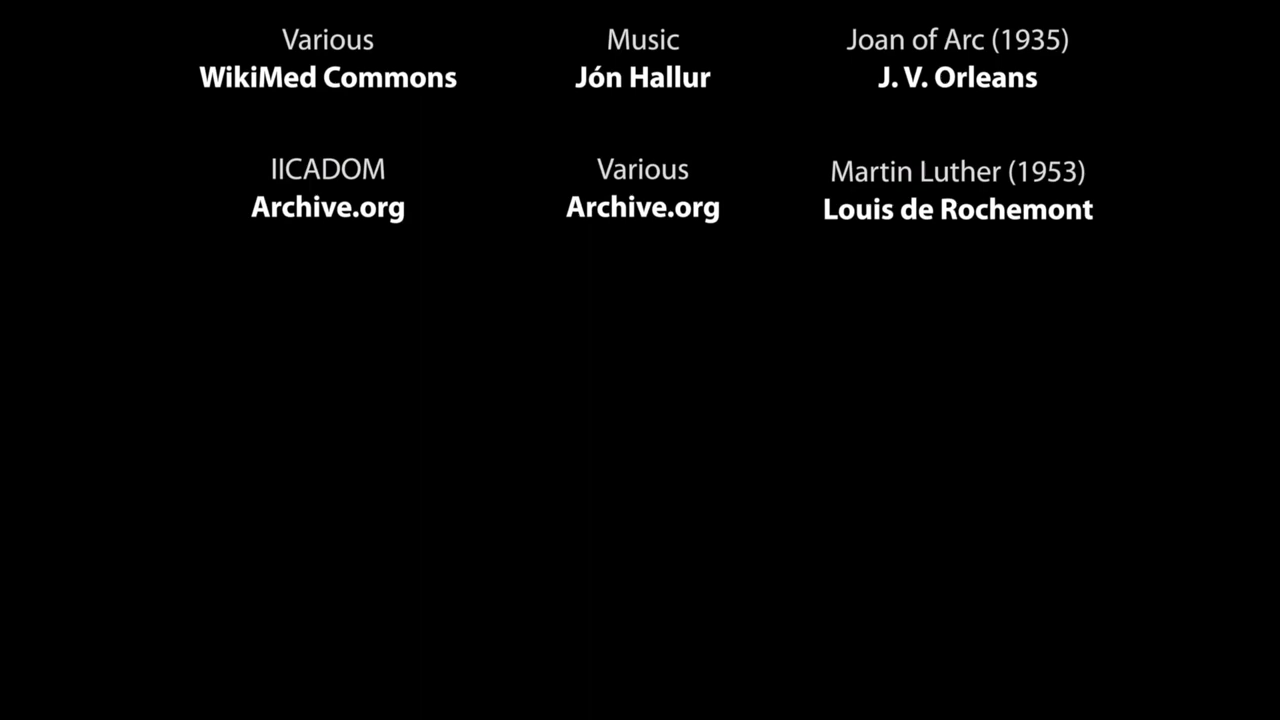 Various
WikiMed Commons
Music
Jón Hallur
Joan of Arc (1935)
J. V. Orleans
IICADOM
Archive.org
Various
Archive.org
Martin Luther (1953)
Louis de Rochemont